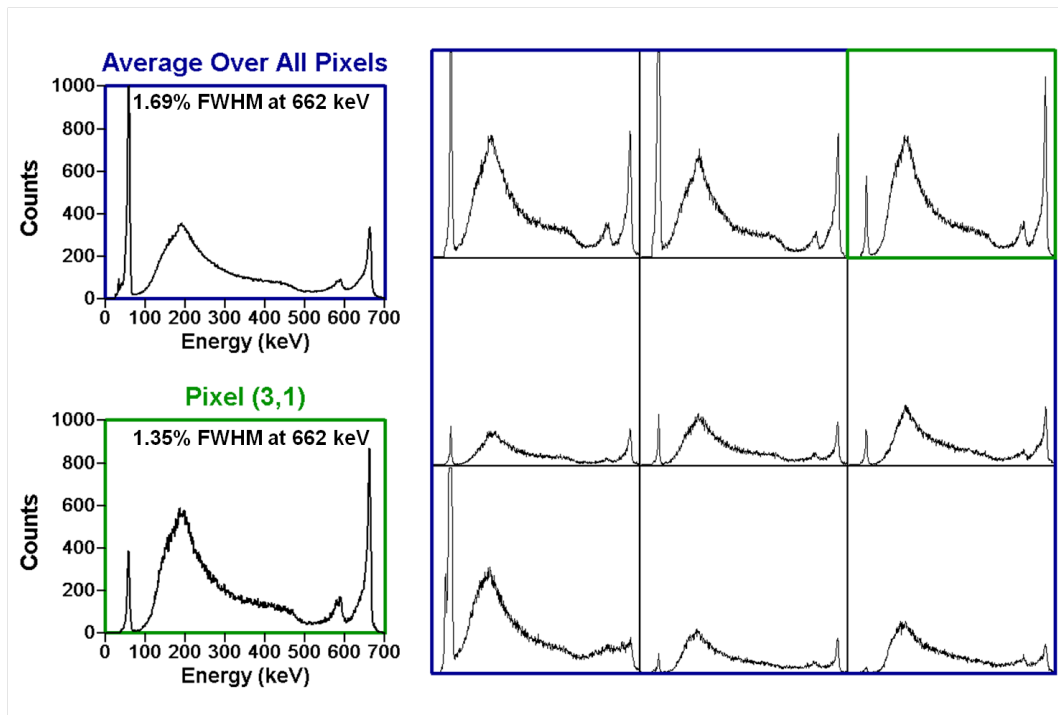 Average Over All Pixels
1.69% FWHM at 662 keV
1000
800
600
400
200
0
Counts
0 100 200 300 400 500 600 700
Energy (keV)
Pixel (3,1)
1.35% FWHM at 662 keV
1000
800
600
400
200
0
Counts
0 100 200 300 400 500 600 700
Energy (keV)